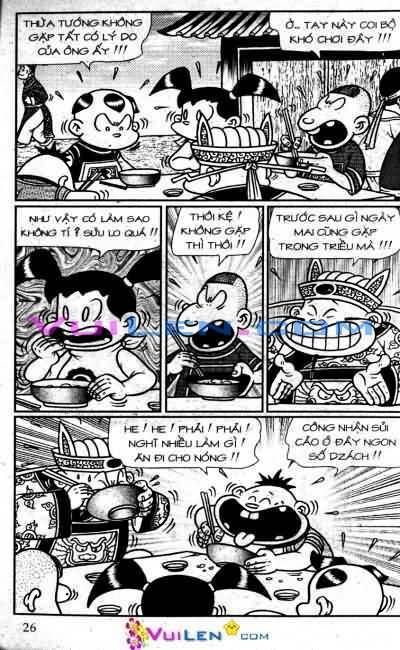 THỪA TƯỚNG KHÔNG
GẶP TẤT CÓ LÝ DO
CỦA ÔNG ẤY !!!
Ồ... TAY NÀY COI BỘ
KHÓ CHƠI ĐÂY !!!
NHƯ VẬY CÓ LÀM SAO
KHÔNG TÍ ? SỬU LO QUÁ !!
THÔI KỆ !
KHÔNG GẶP
THÌ THÔI !!
TRƯỚC SAU GÌ NGÀY
MAI CŨNG GẶP
TRONG TRIỀU MÀ !!!
VUILEN.COM
HE ! HE ! PHẢI ! PHẢI !
NGHĨ NHIỀU LÀM GÌ !
ĂN ĐI CHO NÓNG !!
CÔNG NHẬN SỦI
CẢO Ở ĐÂY NGON
SỐ DZÁCH !!
26
VUILEN COM